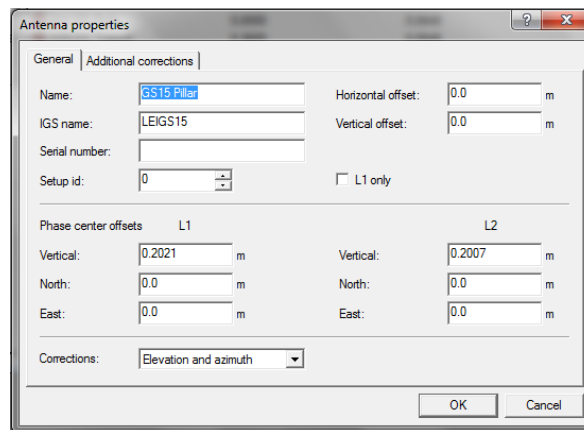 Antenna properties
General Additional corrections
Name: GS15 Pillar Horizontal offset: 0.0 m
IGS name: LEIGS15 Vertical offset: 0.0 m
Serial number:
Setup id: 0 L1 only
Phase center offsets L1 L2
Vertical: 0.2021 m Vertical: 0.2007 m
North: 0.0 m North: 0.0 m
East: 0.0 m East: 0.0 m
Corrections: Elevation and azimuth
OK Cancel